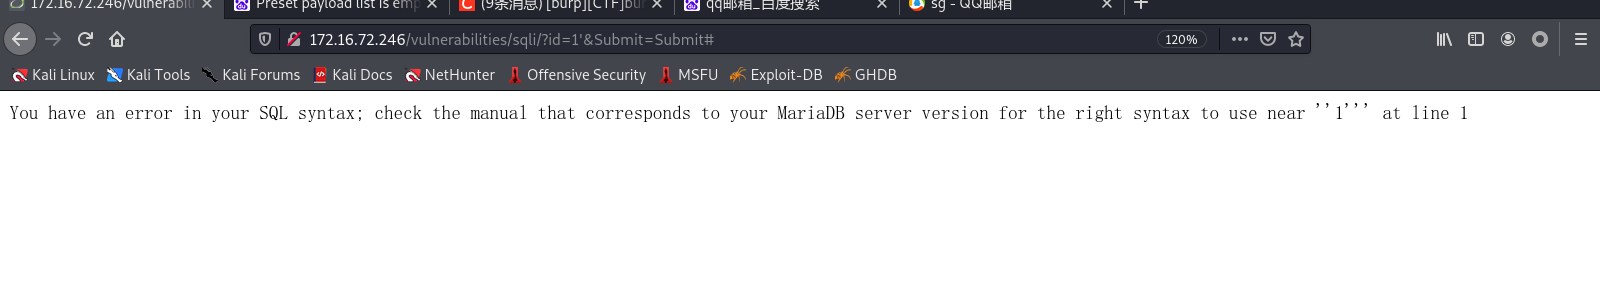 172.16.72.246/vulnerabili Preset payload list is emp (9条消息) [burp][CTF]bu qq邮箱_百度搜索 sg - QQ邮箱
172.16.72.246/vulnerabilities/sqli/?id=1'&Submit=Submit# 120%
Kali Linux Kali Tools Kali Forums Kali Docs NetHunter Offensive Security MSFU Exploit-DB GHDB
You have an error in your SQL syntax; check the manual that corresponds to your MariaDB server version for the right syntax to use near ''1''' at line 1